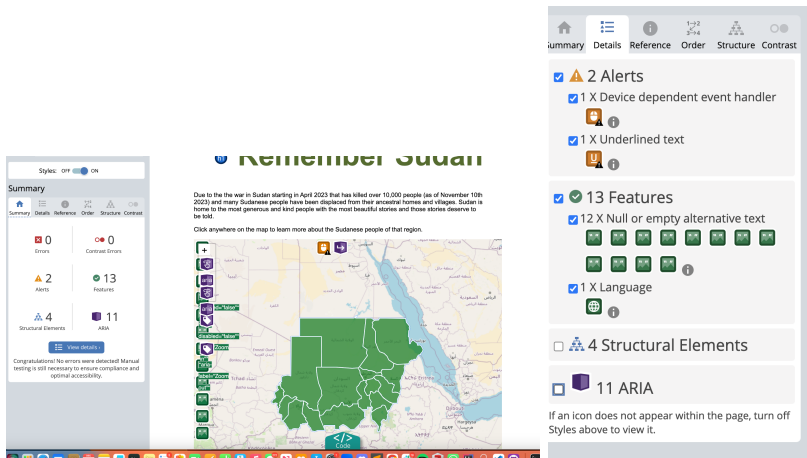 Styles: OFF ON
Summary
Summary Details Reference Order Structure Contrast
0 Errors
0 Contrast Errors
2 Alerts
13 Features
4 Structural Elements
11 ARIA
View details ›
Congratulations! No errors were detected! Manual
testing is still necessary to ensure compliance and
optimal accessibility.
h1 Remember Sudan
Due to the the war in Sudan starting in April 2023 that has killed over 10,000 people (as of November 10th
2023) and many Sudanese people have been displaced from their ancestral homes and villages. Sudan is
home to the most generous and kind people with the most beautiful stories and those stories deserve to
be told.
Click anywhere on the map to learn more about the Sudanese people of that region.
+
disabled="false"
Zoom
label="Zoom
</>
Code
Summary Details Reference Order Structure Contrast
2 Alerts
1 X Device dependent event handler
1 X Underlined text
U
13 Features
12 X Null or empty alternative text
1 X Language
4 Structural Elements
11 ARIA
If an icon does not appear within the page, turn off
Styles above to view it.